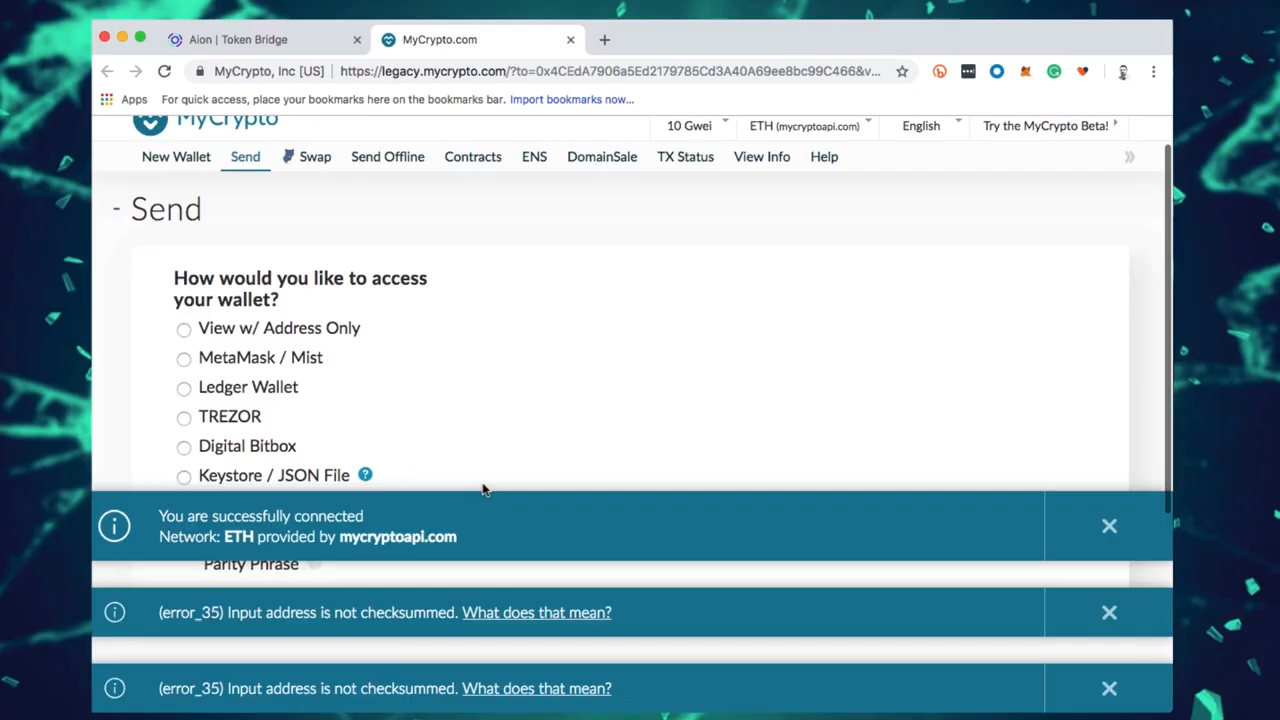 Aion | Token Bridge
MyCrypto.com
MyCrypto, Inc [US] | https://legacy.mycrypto.com/?to=0x4CEdA7906a5Ed2179785Cd3A40A69ee8bc99C466&v...
Apps For quick access, place your bookmarks here on the bookmarks bar. Import bookmarks now...
MyCrypto
10 Gwei ETH (mycryptoapi.com) English Try the MyCrypto Beta!
New Wallet Send Swap Send Offline Contracts ENS DomainSale TX Status View Info Help
- Send
How would you like to access
your wallet?
View w/ Address Only
MetaMask / Mist
Ledger Wallet
TREZOR
Digital Bitbox
Keystore / JSON File ?
You are successfully connected
Network: ETH provided by mycryptoapi.com
Parity Phrase
(error_35) Input address is not checksummed. What does that mean?
(error_35) Input address is not checksummed. What does that mean?